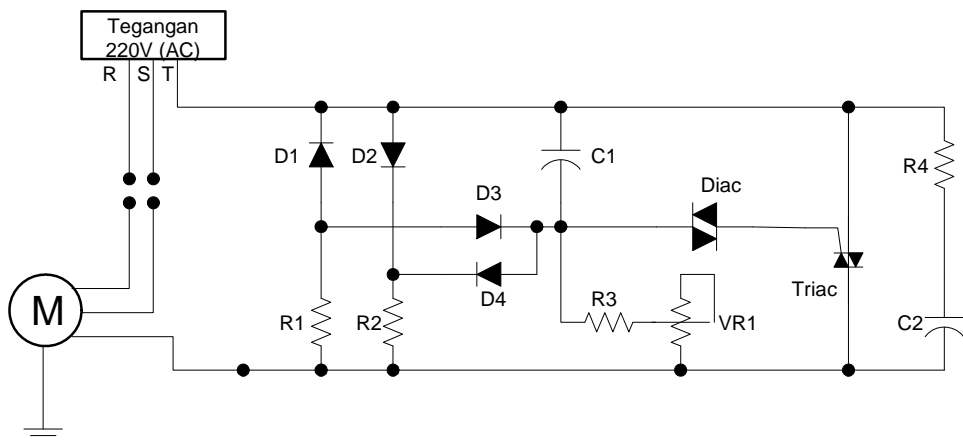 Tegangan
220V (AC)
R S T
D1
D2
C1
R4
D3
Diac
D4
Triac
R1
R2
R3
VR1
C2
M